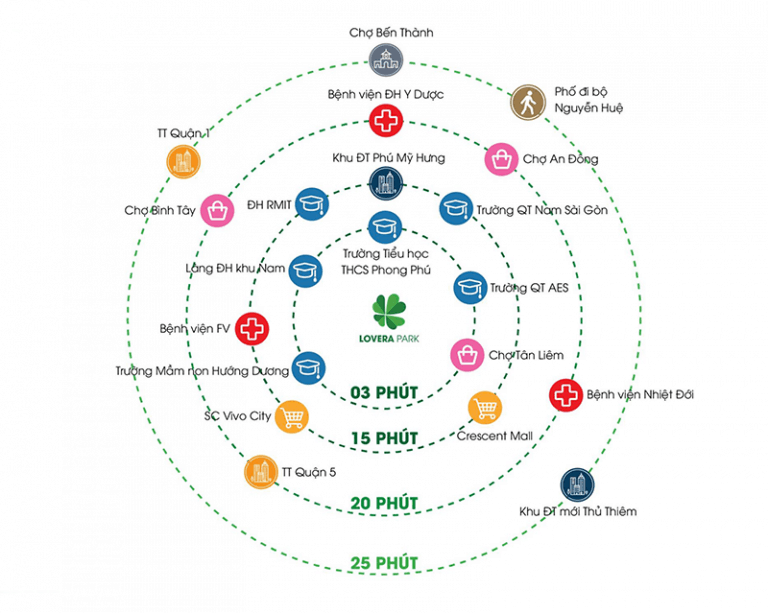 Chợ Bến Thành
Bệnh viện ĐH Y Dược
Phố đi bộ
Nguyễn Huệ
TT Quận 1
Khu ĐT Phú Mỹ Hưng
Chợ An Đông
Chợ Bình Tây
ĐH RMIT
Trường QT Nam Sài Gòn
Trường Tiểu học
THCS Phong Phú
Làng ĐH khu Nam
Trường QT AES
Bệnh viện FV
LOVERA PARK
Chợ Tân Liêm
Trường Mầm non Hướng Dương
03 PHÚT
Bệnh viện Nhiệt Đới
SC Vivo City
15 PHÚT
Crescent Mall
TT Quận 5
20 PHÚT
Khu ĐT mới Thủ Thiêm
25 PHÚT